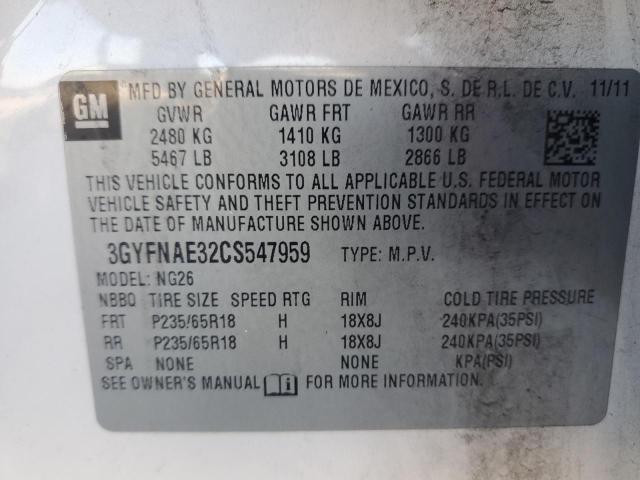 GM
MFD BY GENERAL MOTORS DE MEXICO, S. DE R.L. DE C.V. 11/11
GVWR GAWR FRT GAWR RR
2480 KG 1410 KG 1300 KG
5467 LB 3108 LB 2866 LB
THIS VEHICLE CONFORMS TO ALL APPLICABLE U.S. FEDERAL MOTOR
VEHICLE SAFETY AND THEFT PREVENTION STANDARDS IN EFFECT ON
THE DATE OF MANUFACTURE SHOWN ABOVE.
3GYFNAE32CS547959 TYPE: M.P.V.
MODEL: NG26
NBBQ TIRE SIZE SPEED RTG RIM COLD TIRE PRESSURE
FRT P235/65R18 H 18X8J 240KPA(35PSI)
RR P235/65R18 H 18X8J 240KPA(35PSI)
SPA NONE NONE KPA(PSI)
SEE OWNER'S MANUAL i FOR MORE INFORMATION.